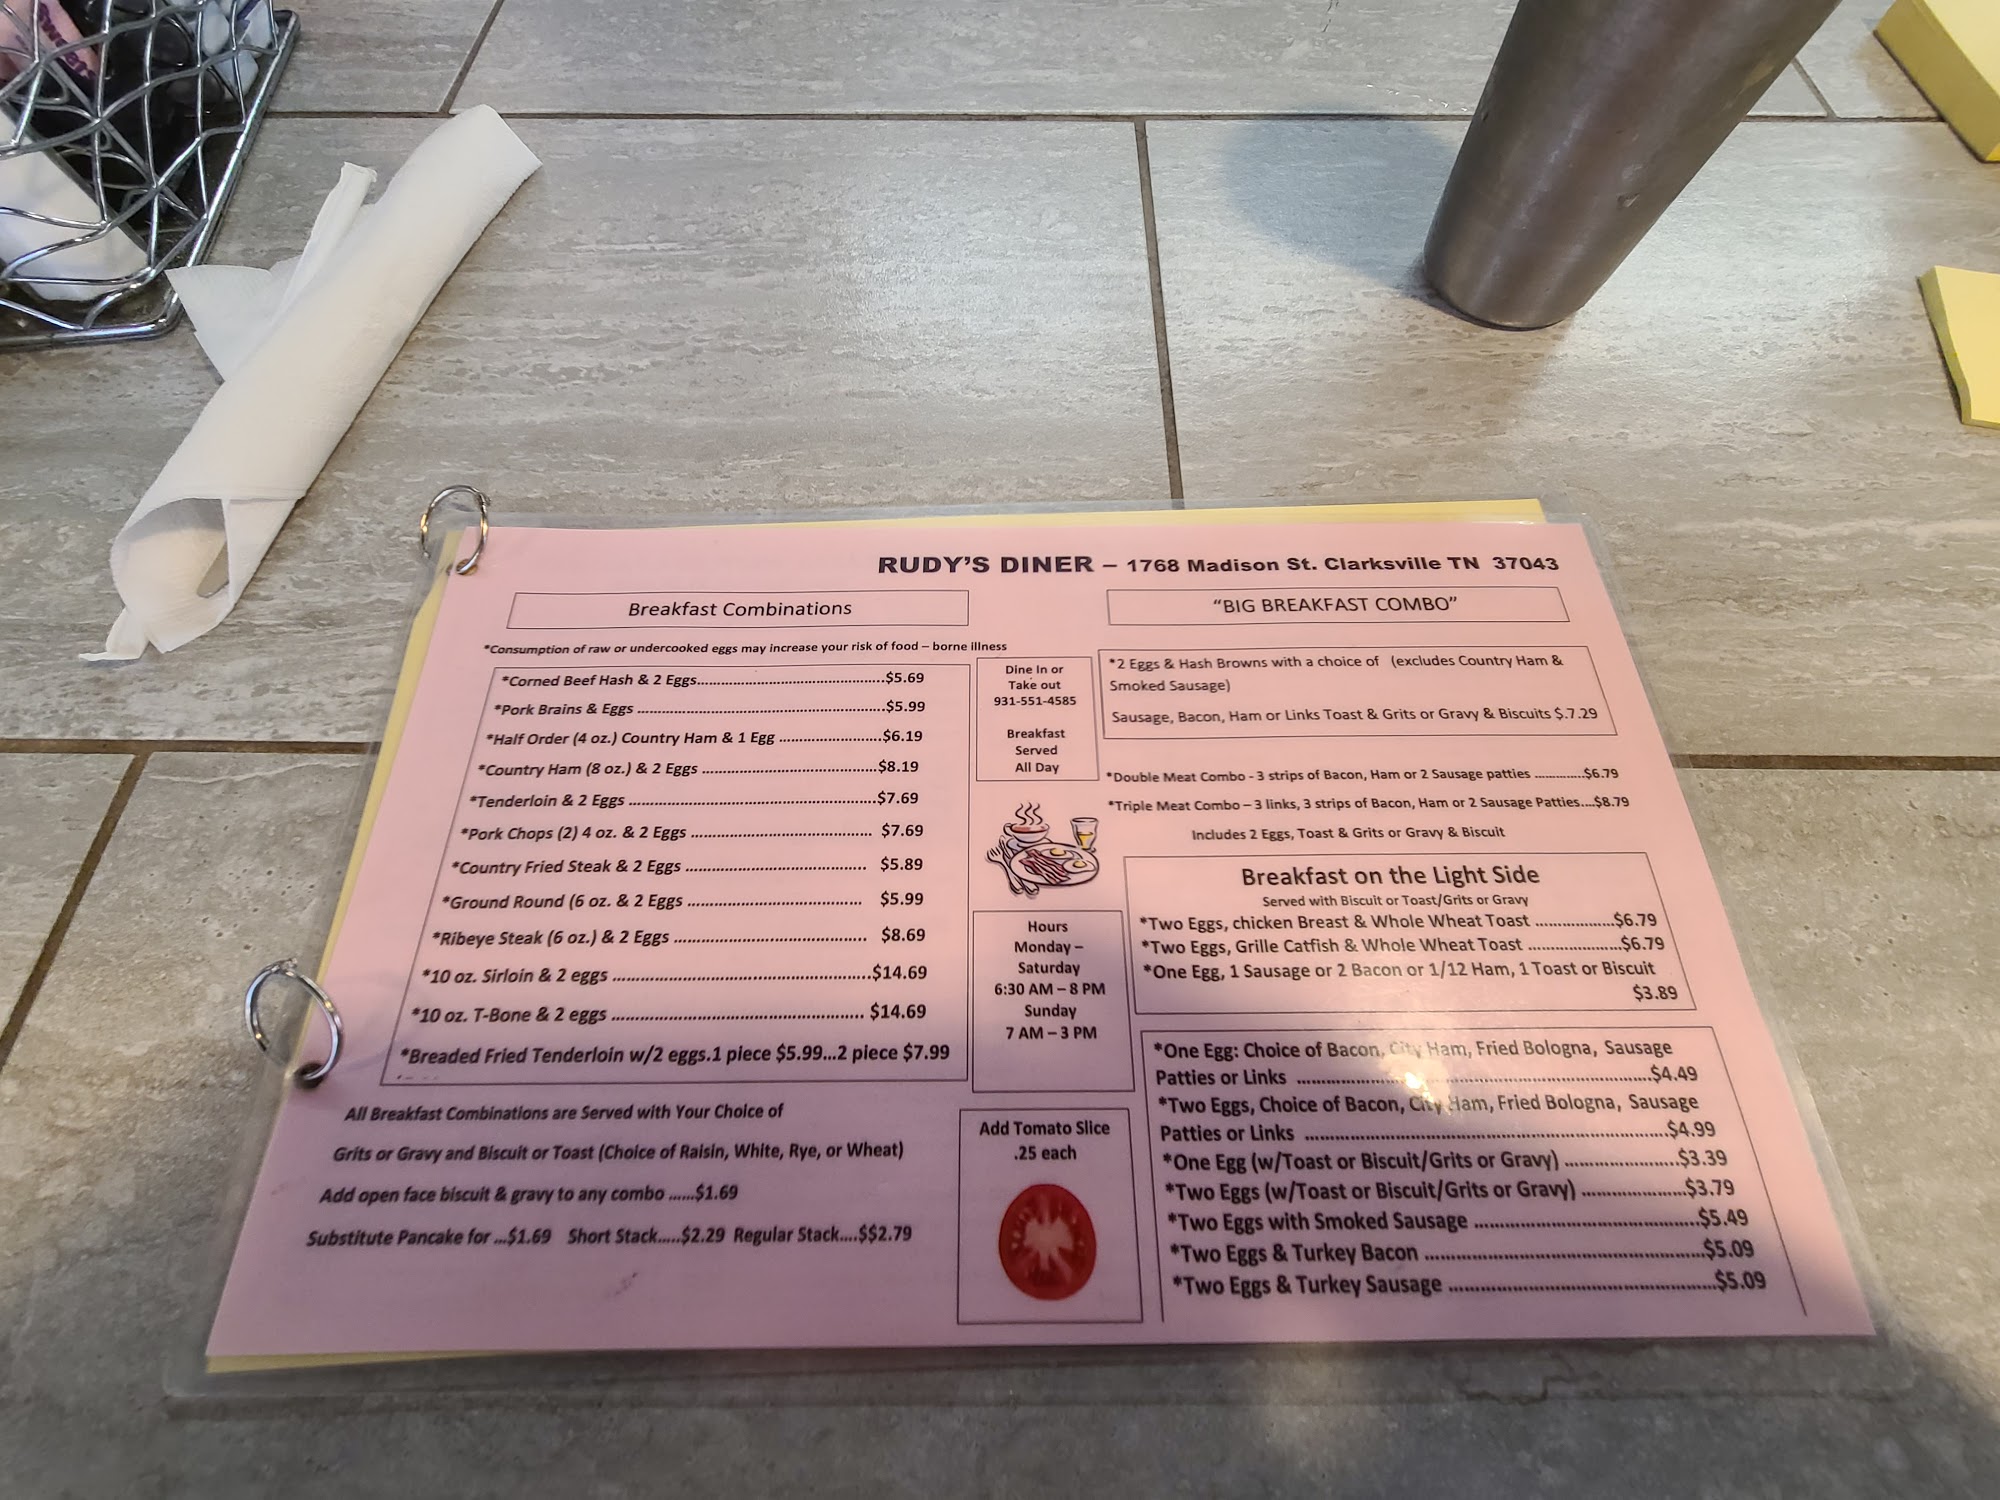 RUDY'S DINER – 1768 Madison St. Clarksville TN 37043
Breakfast Combinations
*Consumption of raw or undercooked eggs may increase your risk of food – borne illness
*Corned Beef Hash & 2 Eggs....................................................$5.69
*Pork Brains & Eggs ....................................................$5.99
*Half Order (4 oz.) Country Ham & 1 Egg ......................$6.19
*Country Ham (8 oz.) & 2 Eggs ...........................................$8.19
*Tenderloin & 2 Eggs ....................................................$7.69
*Pork Chops (2) 4 oz. & 2 Eggs ...................................... $7.69
*Country Fried Steak & 2 Eggs ...................................... $5.89
*Ground Round (6 oz. & 2 Eggs ...................................... $5.99
*Ribeye Steak (6 oz.) & 2 Eggs ...................................... $8.69
*10 oz. Sirloin & 2 eggs ....................................................$14.69
*10 oz. T-Bone & 2 eggs .................................................... $14.69
*Breaded Fried Tenderloin w/2 eggs.1 piece $5.99...2 piece $7.99
All Breakfast Combinations are Served with Your Choice of
Grits or Gravy and Biscuit or Toast (Choice of Raisin, White, Rye, or Wheat)
Add open face biscuit & gravy to any combo ......$1.69
Substitute Pancake for ...$1.69 Short Stack.....$2.29 Regular Stack....$$2.79
Dine In or
Take out
931-551-4585
Breakfast
Served
All Day
Hours
Monday –
Saturday
6:30 AM – 8 PM
Sunday
7 AM – 3 PM
Add Tomato Slice
.25 each
"BIG BREAKFAST COMBO"
*2 Eggs & Hash Browns with a choice of (excludes Country Ham &
Smoked Sausage)
Sausage, Bacon, Ham or Links Toast & Grits or Gravy & Biscuits $.7.29
*Double Meat Combo - 3 strips of Bacon, Ham or 2 Sausage patties .............$6.79
*Triple Meat Combo – 3 links, 3 strips of Bacon, Ham or 2 Sausage Patties....$8.79
Includes 2 Eggs, Toast & Grits or Gravy & Biscuit
Breakfast on the Light Side
Served with Biscuit or Toast/Grits or Gravy
*Two Eggs, chicken Breast & Whole Wheat Toast .................$6.79
*Two Eggs, Grille Catfish & Whole Wheat Toast ....................$6.79
*One Egg, 1 Sausage or 2 Bacon or 1/12 Ham, 1 Toast or Biscuit
$3.89
*One Egg: Choice of Bacon, City Ham, Fried Bologna, Sausage
Patties or Links ..............................................................$4.49
*Two Eggs, Choice of Bacon, City Ham, Fried Bologna, Sausage
Patties or Links ..............................................................$4.99
*One Egg (w/Toast or Biscuit/Grits or Gravy) ....................$3.39
*Two Eggs (w/Toast or Biscuit/Grits or Gravy) ...................$3.79
*Two Eggs with Smoked Sausage ........................................$5.49
*Two Eggs & Turkey Bacon ..................................................$5.09
*Two Eggs & Turkey Sausage ...............................................$5.09